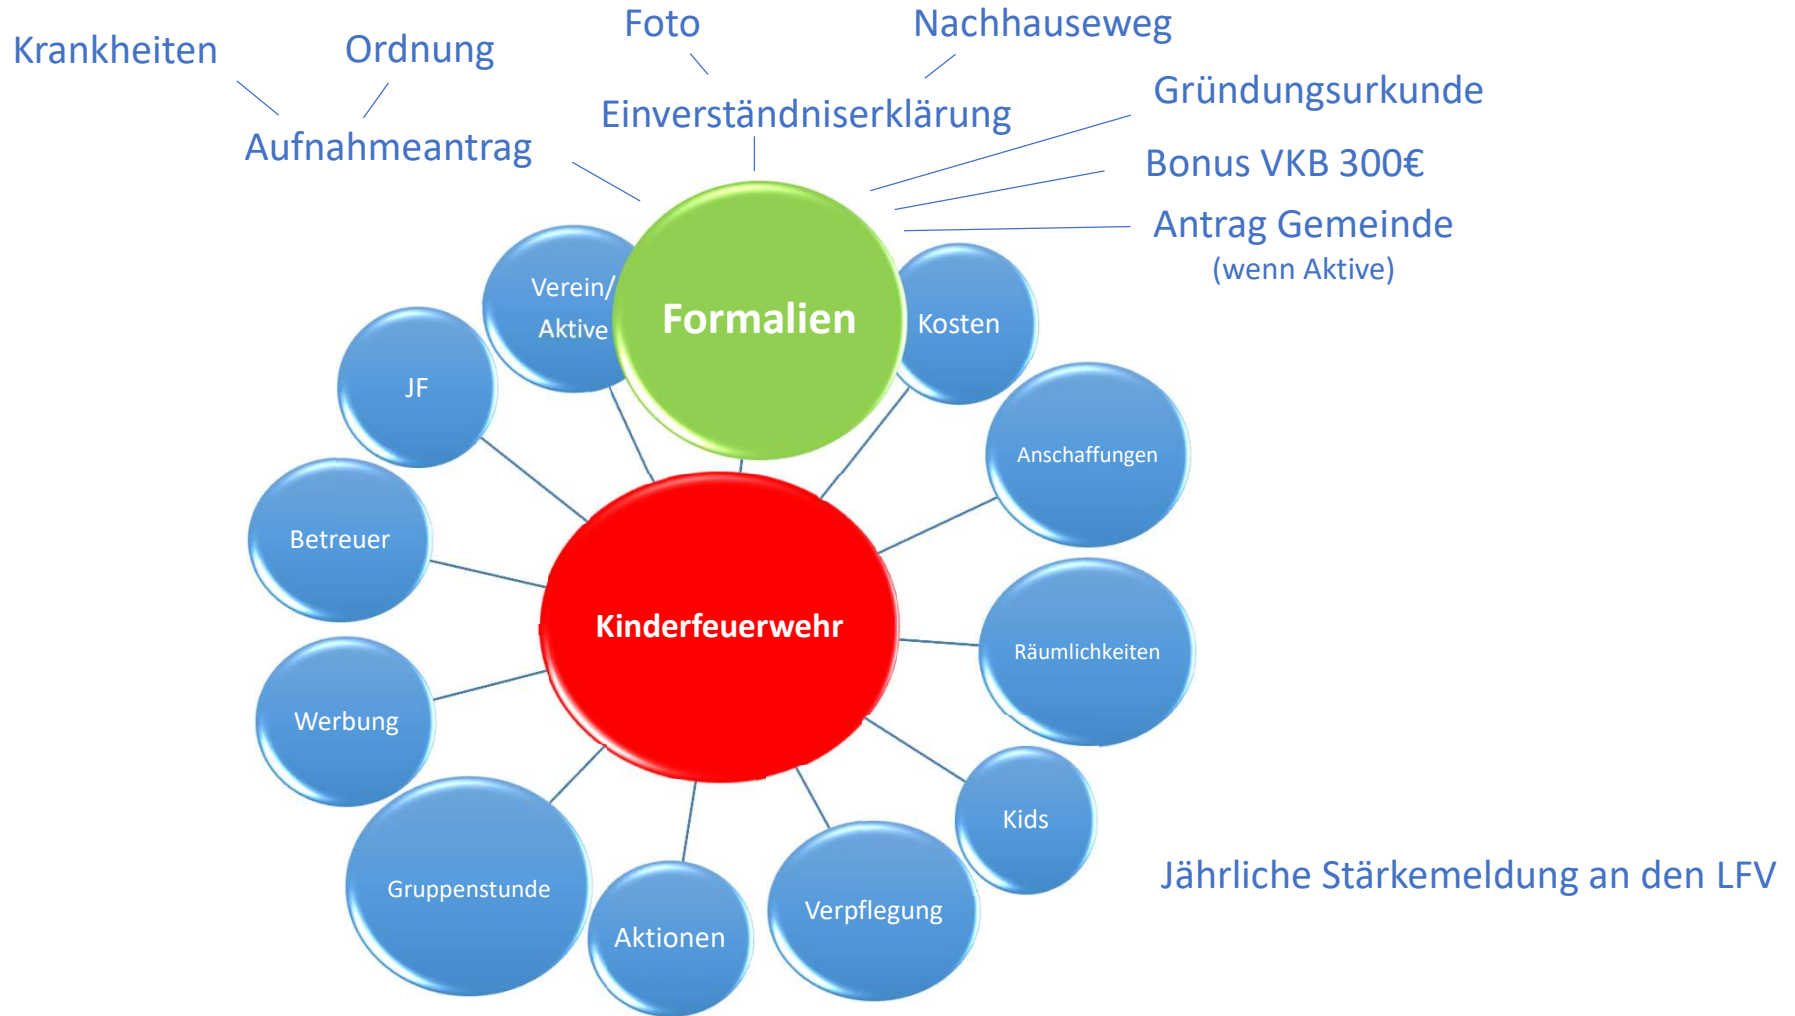 Foto
Nachhauseweg
Krankheiten
Ordnung
Gründungsurkunde
Einverständniserklärung
Aufnahmeantrag
Bonus VKB 300€
Antrag Gemeinde
(wenn Aktive)
Verein/
Aktive
Formalien
Kosten
JF
Anschaffungen
Betreuer
Kinderfeuerwehr
Räumlichkeiten
Werbung
Kids
Gruppenstunde
Aktionen
Verpflegung
Jährliche Stärkemeldung an den LFV